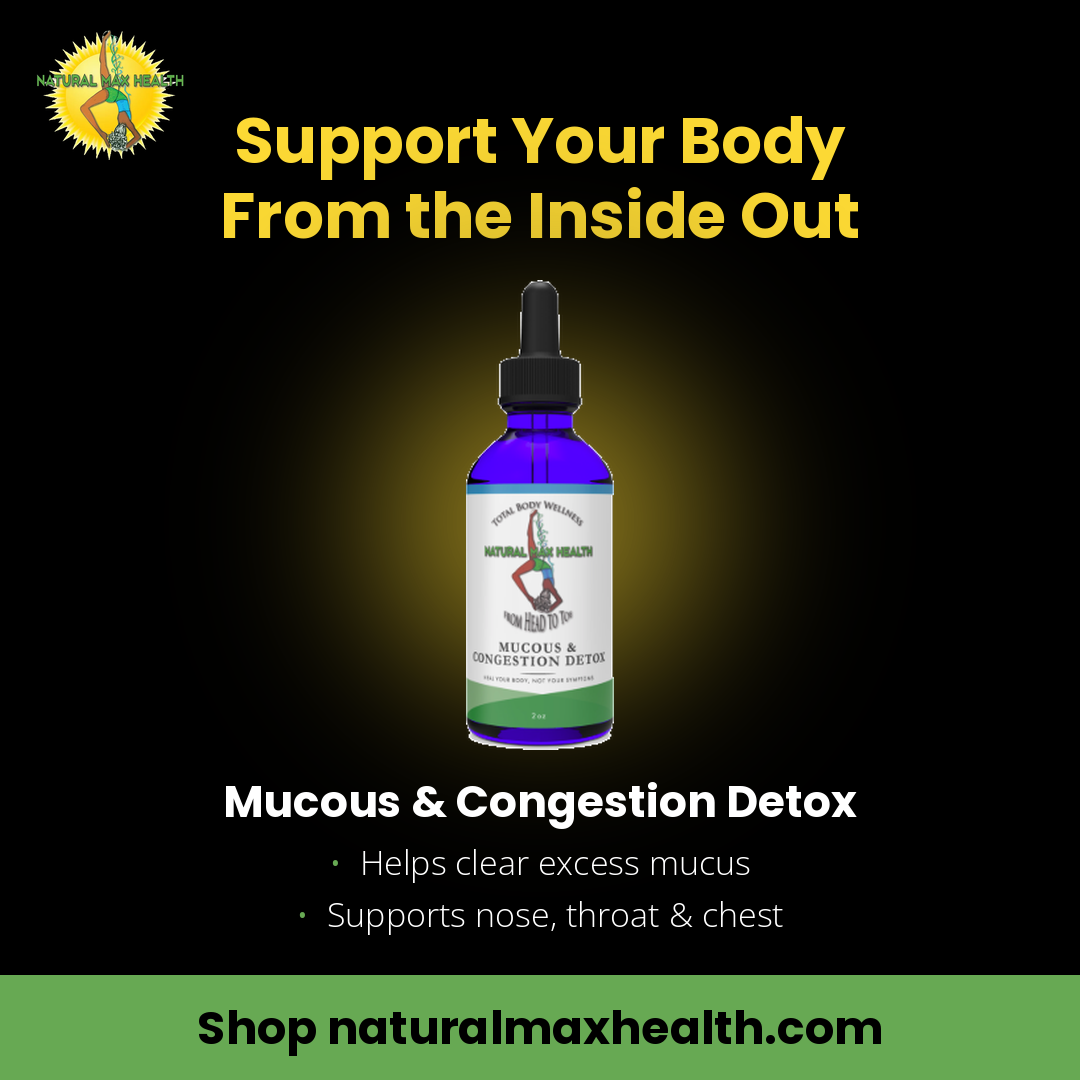 NATURAL MAX HEALTH
Support Your Body
From the Inside Out
TOTAL BODY WELLNESS
NATURAL MAX HEALTH
FROM HEAD TO TOE
MUCOUS &
CONGESTION DETOX
HEAL YOUR BODY, NOT YOUR SYMPTOMS
2 oz
Mucous & Congestion Detox
• Helps clear excess mucus
• Supports nose, throat & chest
Shop naturalmaxhealth.com